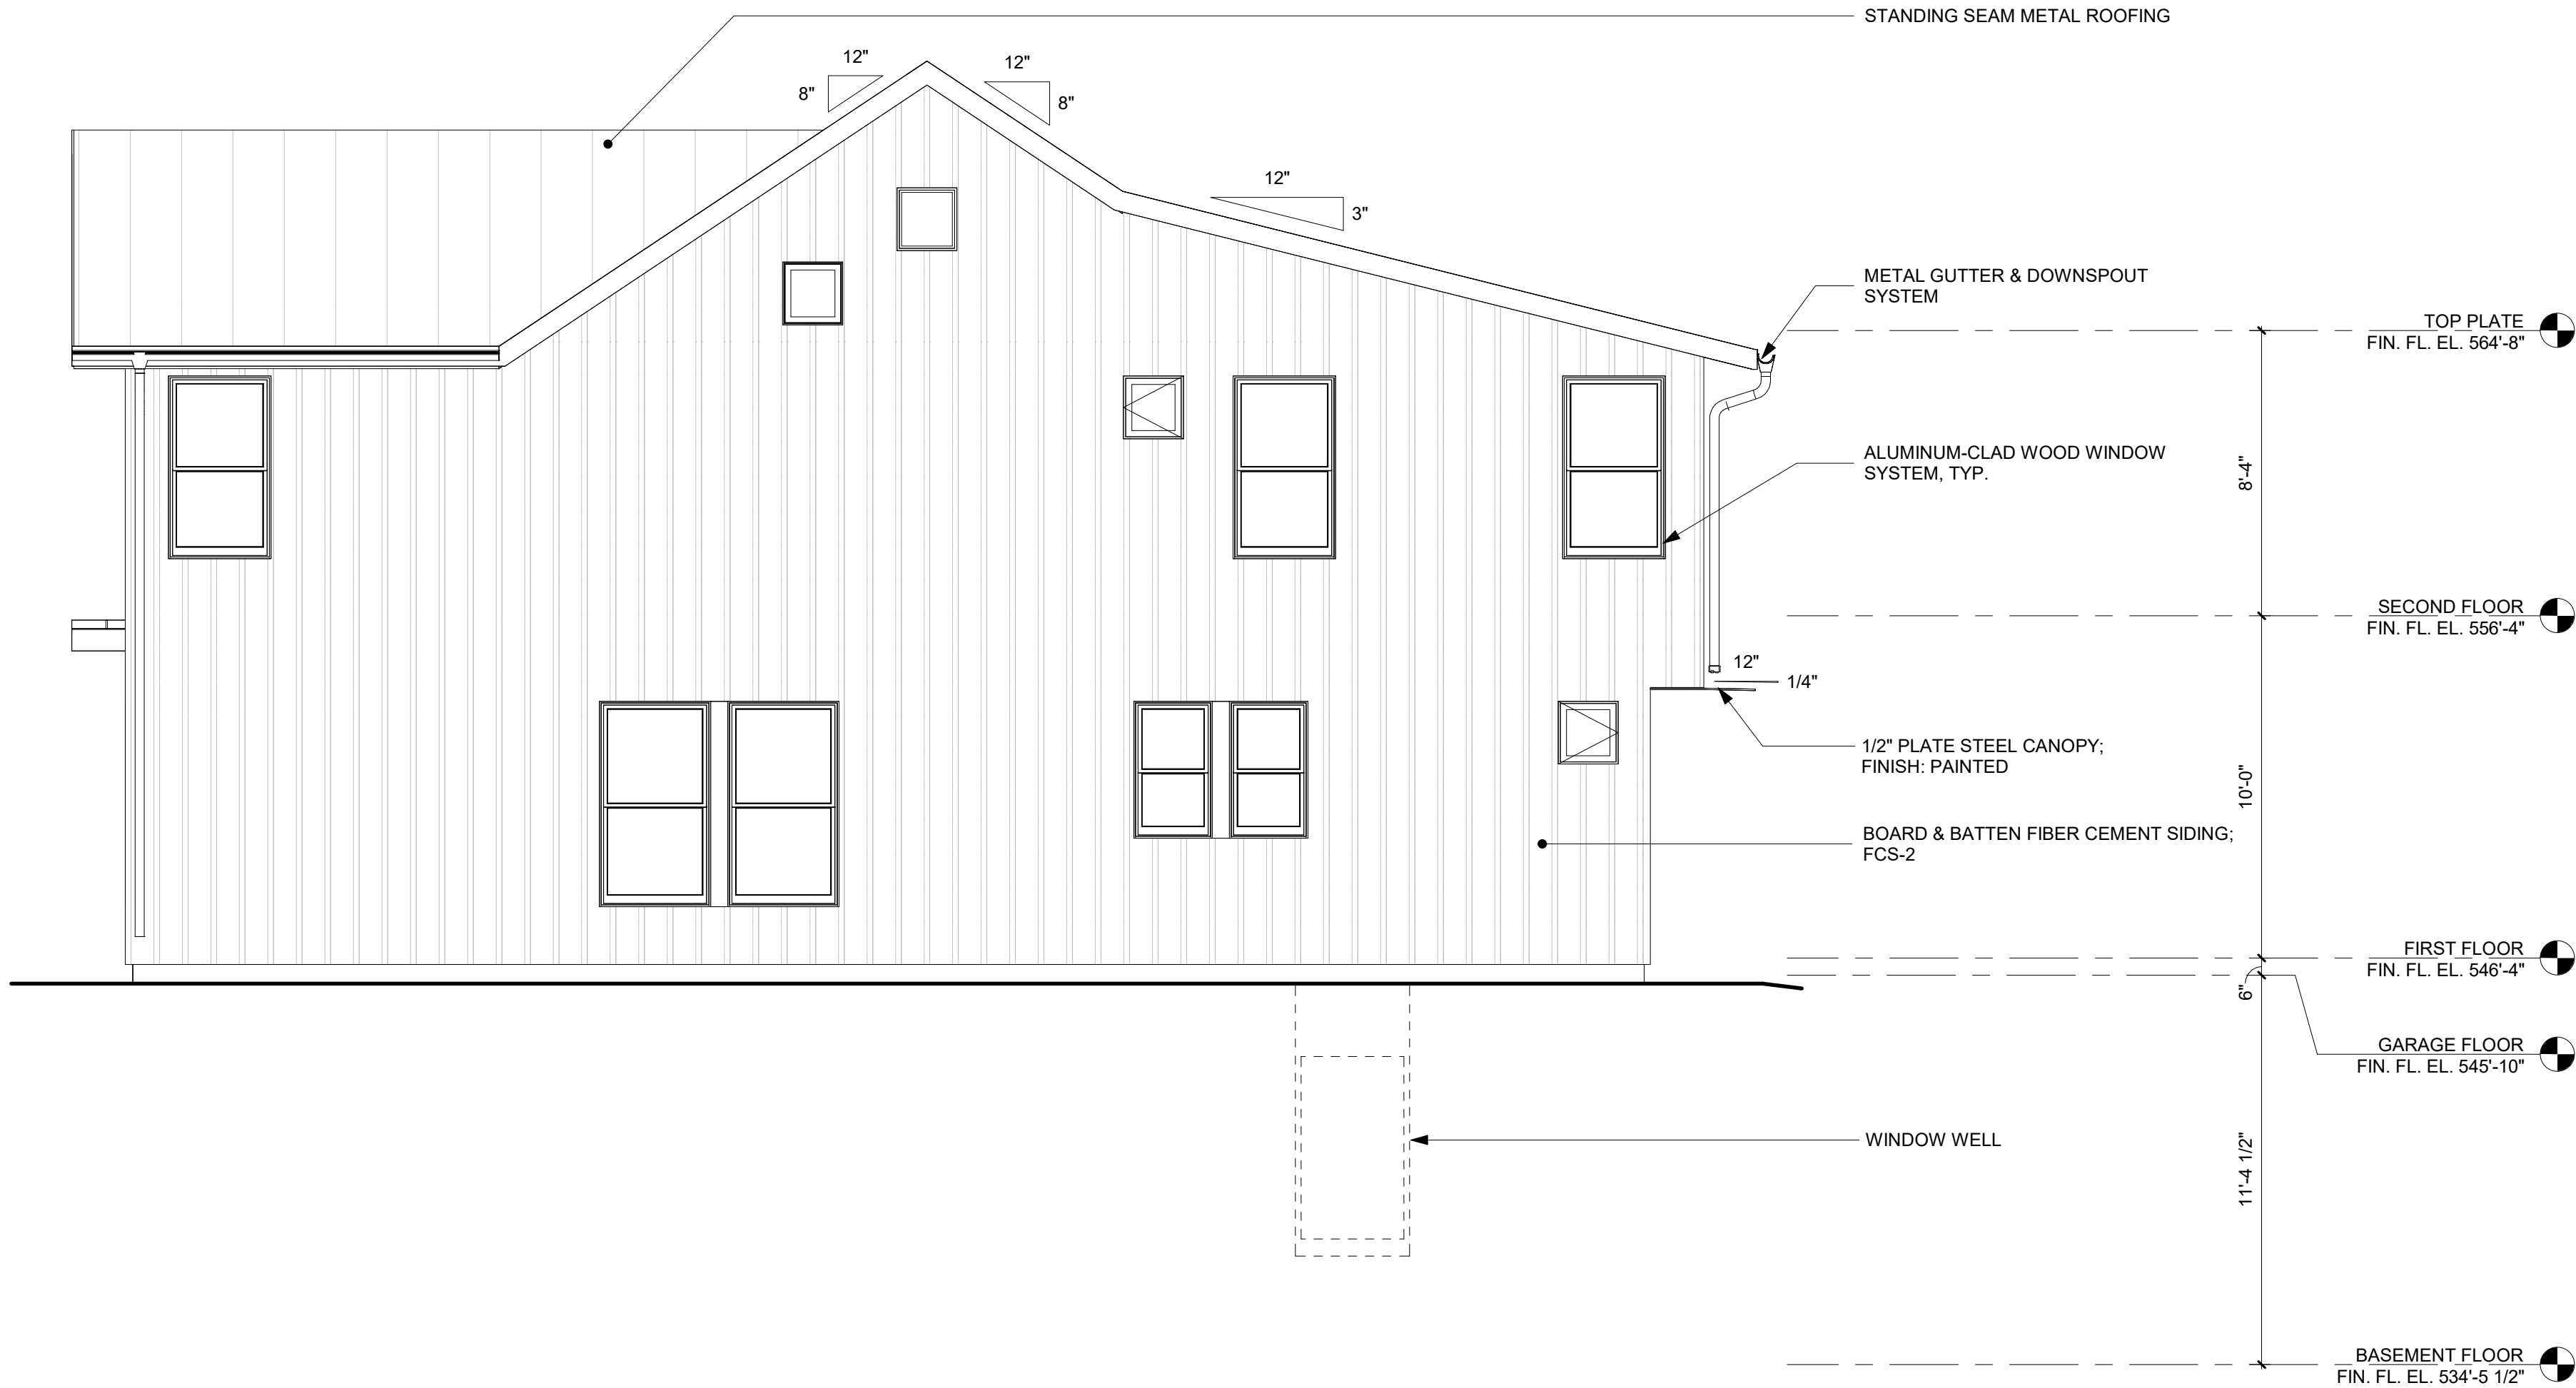 STANDING SEAM METAL ROOFING
12"
8"
12"
8"
12"
3"
METAL GUTTER & DOWNSPOUT
SYSTEM
TOP PLATE
FIN. FL. EL. 564'-8"
ALUMINUM-CLAD WOOD WINDOW
SYSTEM, TYP.
8'-4"
SECOND FLOOR
FIN. FL. EL. 556'-4"
12"
1/4"
1/2" PLATE STEEL CANOPY;
FINISH: PAINTED
10'-0"
BOARD & BATTEN FIBER CEMENT SIDING;
FCS-2
FIRST FLOOR
FIN. FL. EL. 546'-4"
6"
GARAGE FLOOR
FIN. FL. EL. 545'-10"
WINDOW WELL
11'-4 1/2"
BASEMENT FLOOR
FIN. FL. EL. 534'-5 1/2"